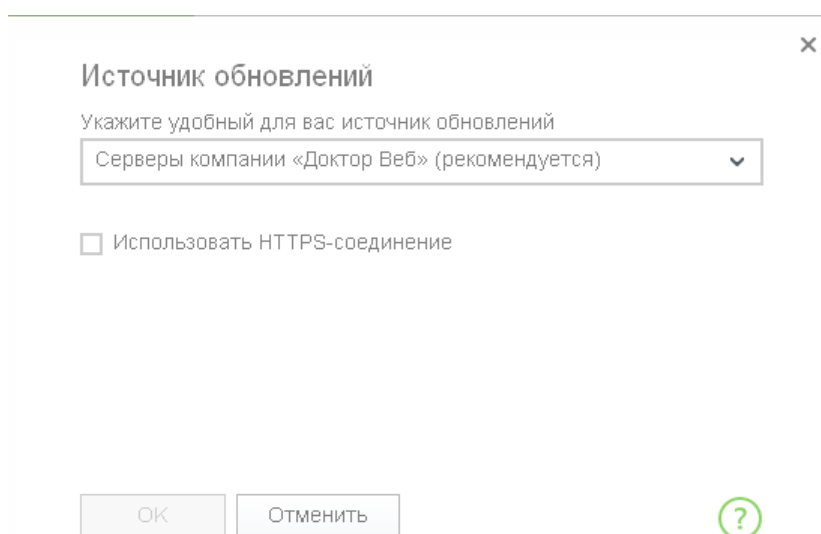 Источник обновлений
Укажите удобный для вас источник обновлений
Серверы компании «Доктор Веб» (рекомендуется)
Использовать HTTPS-соединение
OK
Отменить
?